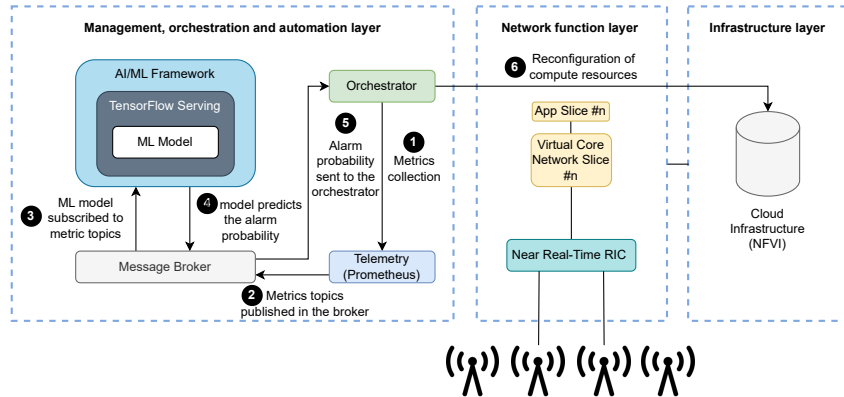 Management, orchestration and automation layer
Network function layer
Infrastructure layer
AI/ML Framework
TensorFlow Serving
ML Model
Orchestrator
6
Reconfiguration of
compute resources
App Slice #n
Virtual Core
Network Slice
#n
5
Alarm
probability
sent to the
orchestrator
1
Metrics
collection
3
ML model
subscribed to
metric topics
4
model predicts
the alarm
probability
Message Broker
Telemetry
(Prometheus)
2
Metrics topics
published in the broker
Near Real-Time RIC
Cloud
Infrastructure
(NFVI)